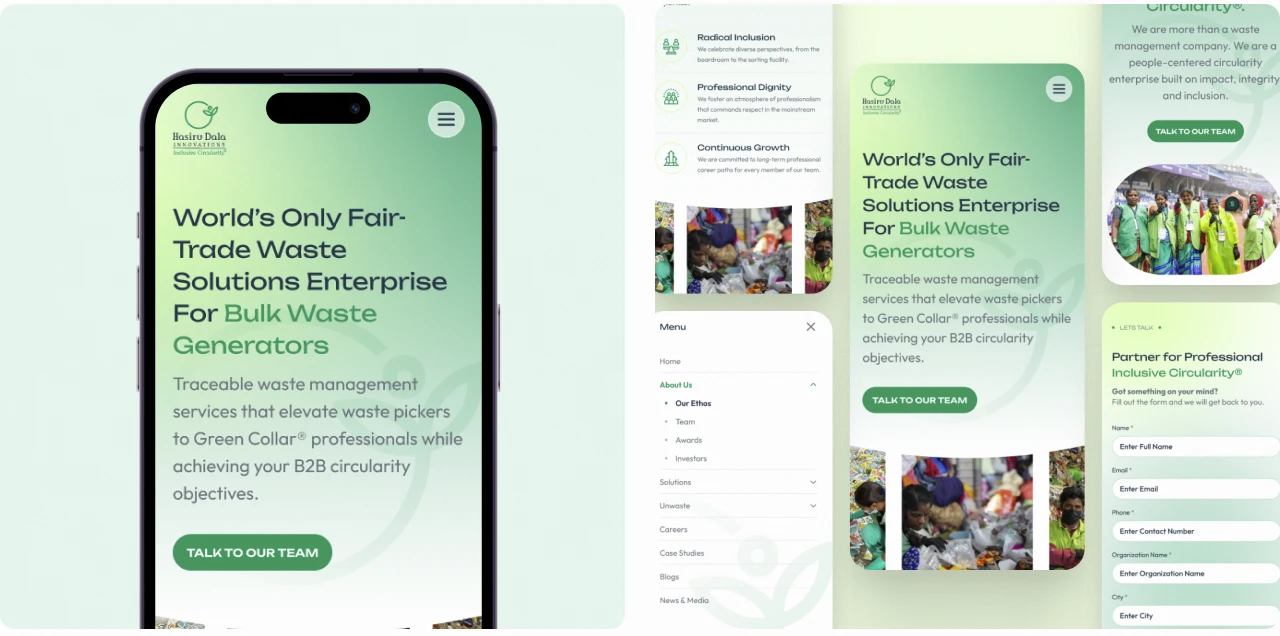 Hasiru Dala
INNOVATIONS
Inclusive Circularity®
World's Only Fair-
Trade Waste
Solutions Enterprise
For Bulk Waste
Generators
Traceable waste management
services that elevate waste pickers
to Green Collar® professionals while
achieving your B2B circularity
objectives.
TALK TO OUR TEAM
Radical Inclusion
We celebrate diverse perspectives, from the
boardroom to the sorting facility.
Professional Dignity
We foster an atmosphere of professionalism
that commands respect in the mainstream
market.
Continuous Growth
We are committed to long-term professional
career paths for every member of our team.
Menu
Home
About Us
Our Ethos
Team
Awards
Investors
Solutions
Unwaste
Careers
Case Studies
Blogs
News & Media
Hasiru Dala
INNOVATIONS
Inclusive Circularity®
World's Only Fair-
Trade Waste
Solutions Enterprise
For Bulk Waste
Generators
Traceable waste management
services that elevate waste pickers
to Green Collar® professionals while
achieving your B2B circularity
objectives.
TALK TO OUR TEAM
Circularity®.
We are more than a waste
management company. We are a
people-centered circularity
enterprise built on impact, integrity
and inclusion.
TALK TO OUR TEAM
• LETS TALK •
Partner for Professional
Inclusive Circularity®
Got something on your mind?
Fill out the form and we will get back to you.
Name *
Enter Full Name
Email *
Enter Email
Phone *
Enter Contact Number
Organization Name *
Enter Organization Name
City *
Enter City